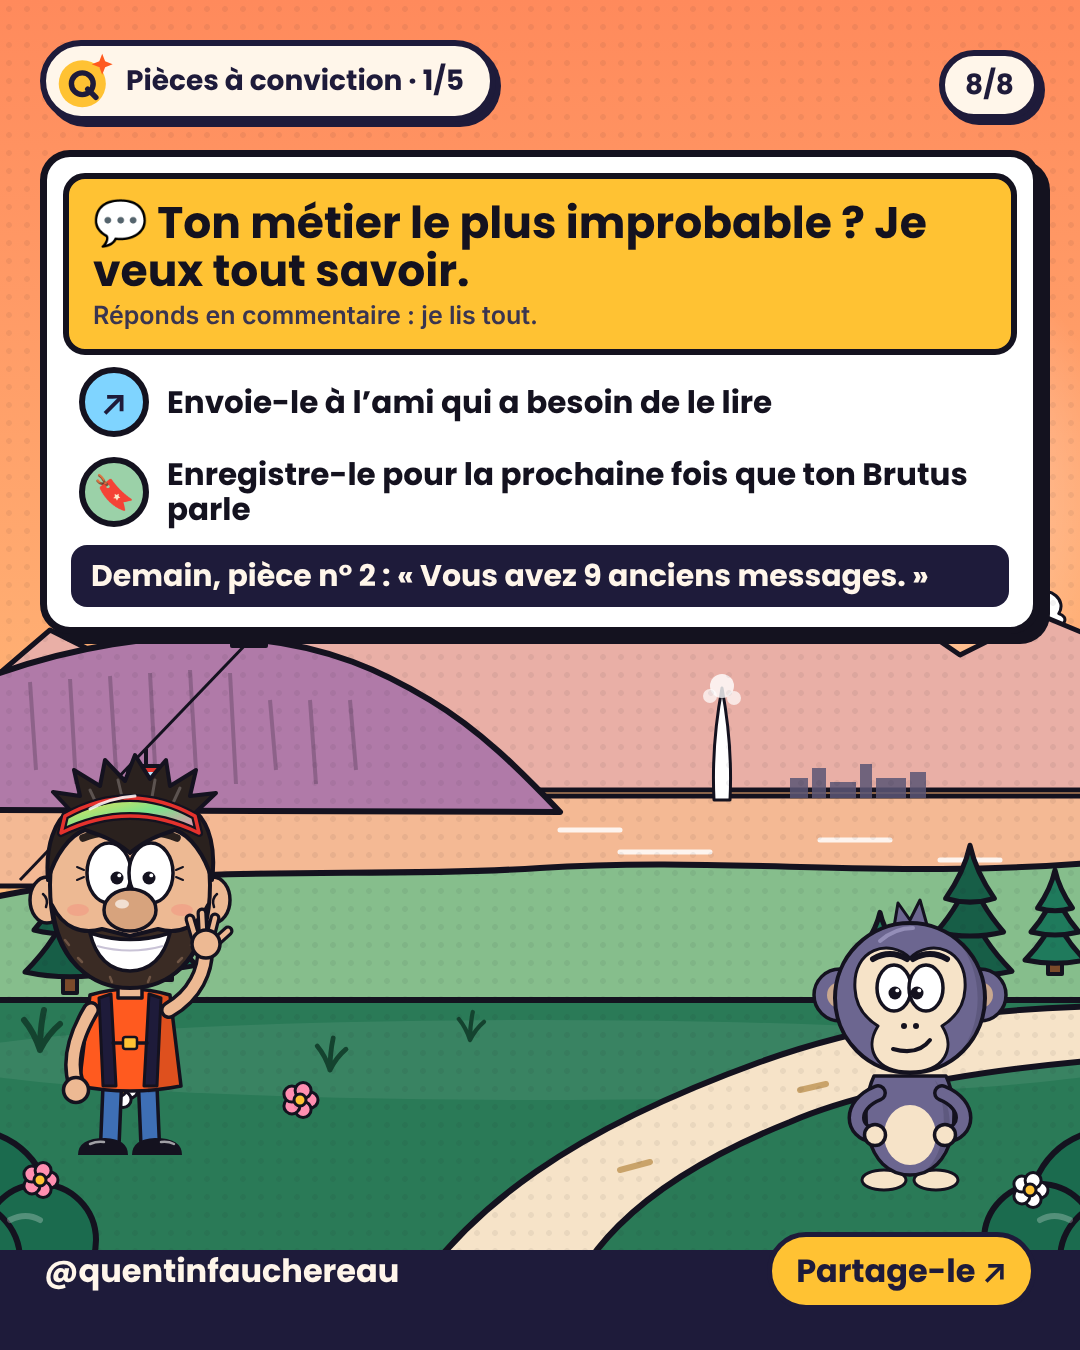 Q Pièces à conviction · 1/5
8/8
💬 Ton métier le plus improbable ? Je
veux tout savoir.
Réponds en commentaire : je lis tout.
Envoie-le à l’ami qui a besoin de le lire
Enregistre-le pour la prochaine fois que ton Brutus
parle
Demain, pièce n° 2 : « Vous avez 9 anciens messages. »
@quentinfauchereau
Partage-le ↗